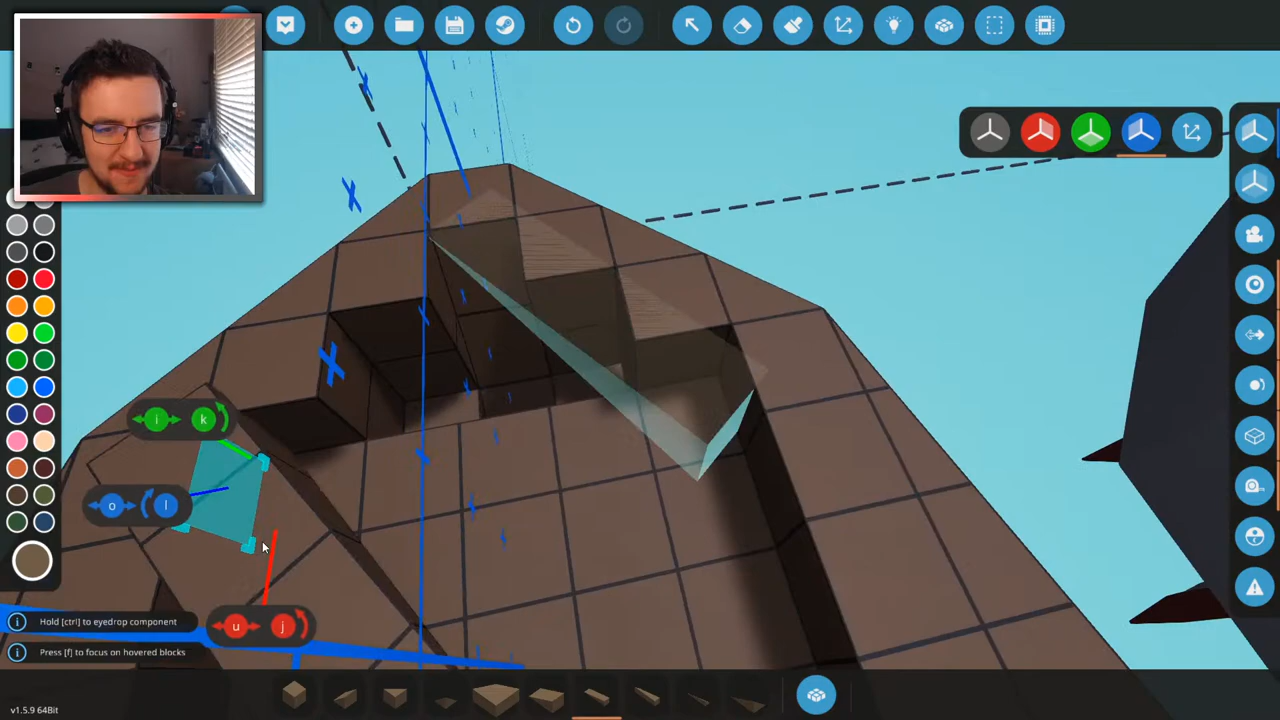 i k
o l
u j
Hold [ctrl] to eyedrop component
Press [f] to focus on hovered blocks
v1.5.9 64Bit